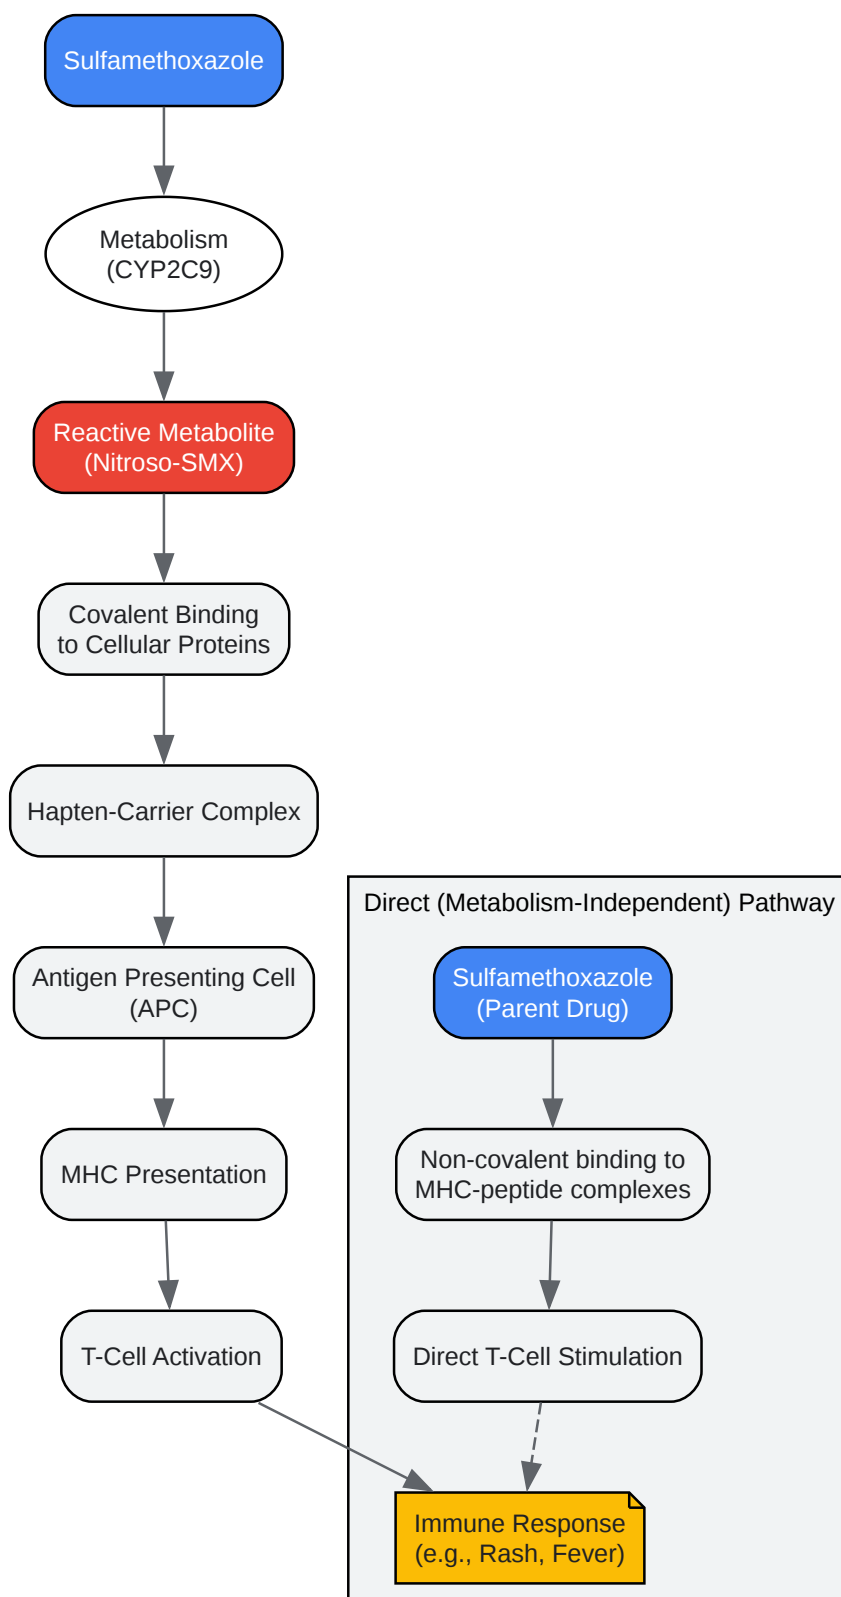 Sulfamethoxazole
Metabolism
(CYP2C9)
Reactive Metabolite
(Nitroso-SMX)
Covalent Binding
to Cellular Proteins
Hapten-Carrier Complex
Antigen Presenting Cell
(APC)
MHC Presentation
T-Cell Activation
Direct (Metabolism-Independent) Pathway
Sulfamethoxazole
(Parent Drug)
Non-covalent binding to
MHC-peptide complexes
Direct T-Cell Stimulation
Immune Response
(e.g., Rash, Fever)